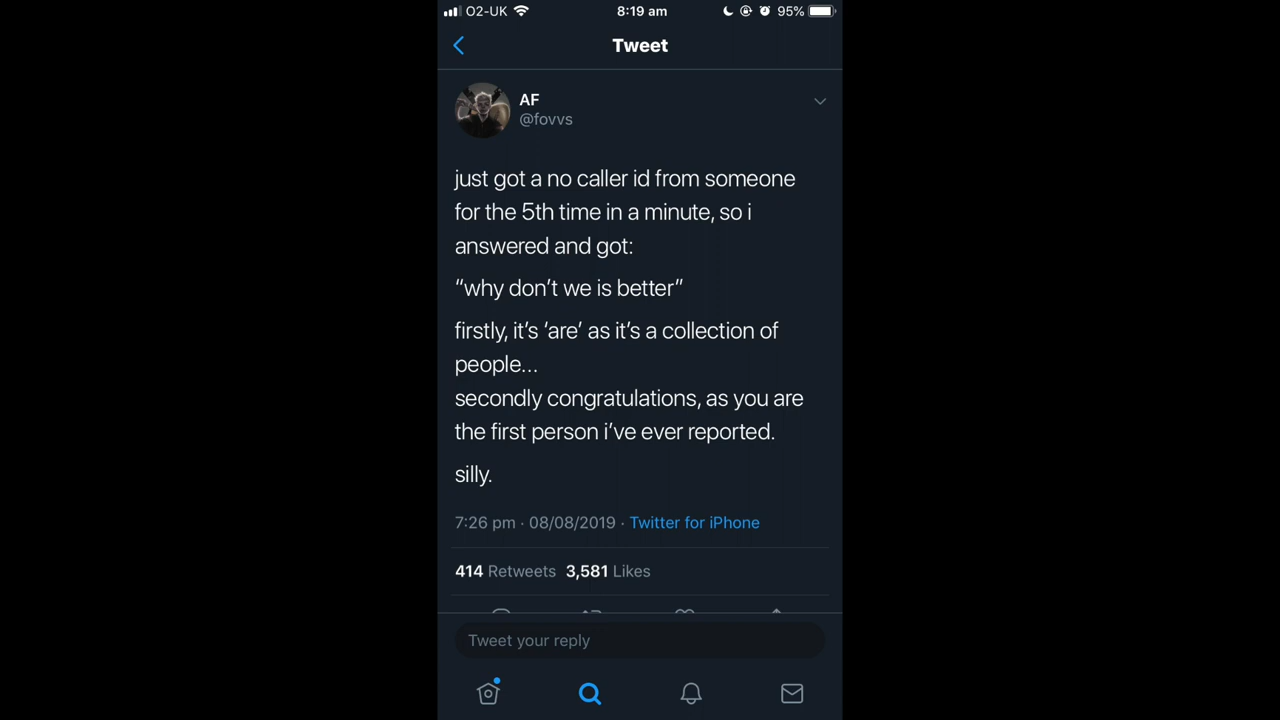 O2-UK 8:19 am 95%
Tweet
AF
@fovvs
just got a no caller id from someone
for the 5th time in a minute, so i
answered and got:
“why don’t we is better”
firstly, it’s ‘are’ as it’s a collection of
people...
secondly congratulations, as you are
the first person i’ve ever reported.
silly.
7:26 pm · 08/08/2019 · Twitter for iPhone
414 Retweets 3,581 Likes
Tweet your reply